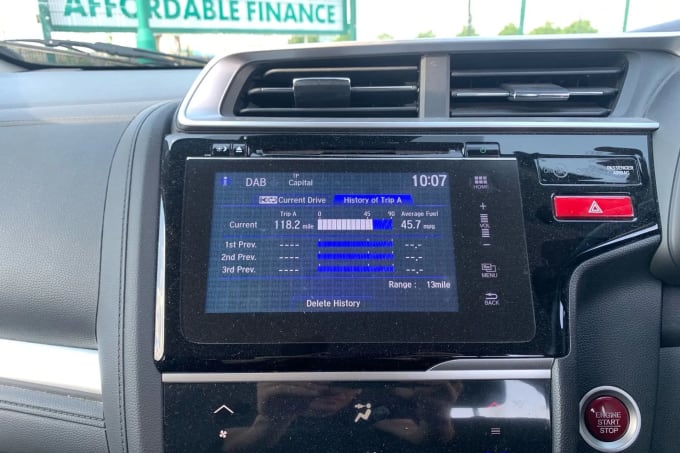 AFFORDABLE FINANCE
DAB TP Capital 10:07
Current Drive History of Trip A
Trip A 0 45 90 Average Fuel
Current 118.2 mile 45.7 mpg
1st Prev. ---- --.-
2nd Prev. ---- --.-
3rd Prev. ---- --.-
Range : 13mile
Delete History
HOME
+
VOL
−
MENU
BACK
PASSENGER
AIRBAG
ENGINE
START
STOP